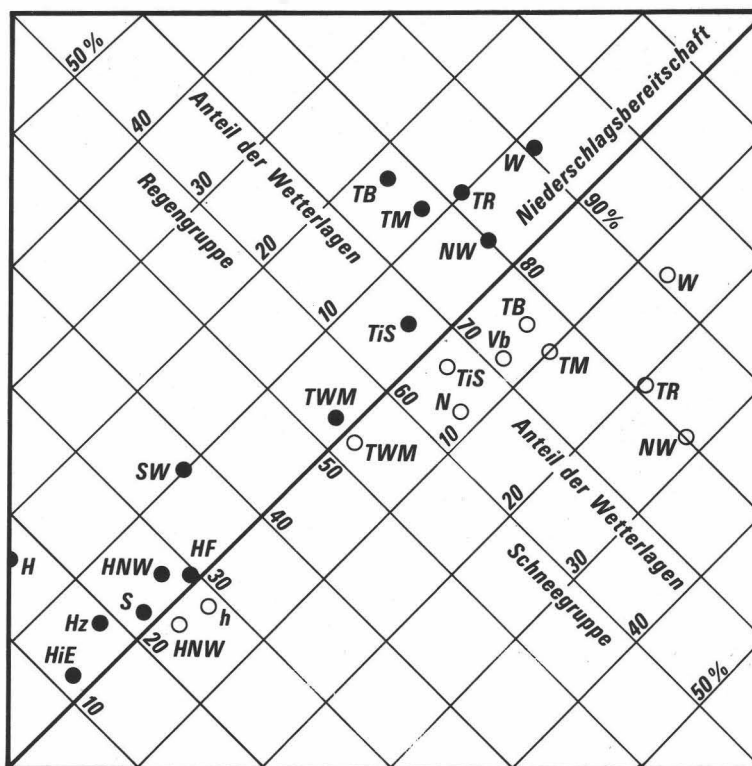 50%
40
30
20
10
Anteil der Wetterlagen
Regengruppe
Niederschlagsbereitschaft
W
TB
TR
TM
NW
90%
80
W
TB
TiS
70
Vb
TM
TiS
TR
60
N
TWM
10
NW
50
TWM
SW
Anteil der Wetterlagen
20
40
Schneegruppe
30
40
50%
HF
H
HNW
30
S
h
Hz
20
HNW
HiE
10